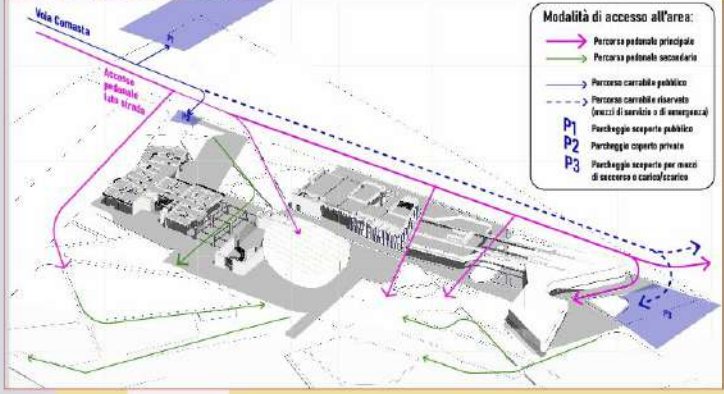 Modalità di accesso all'area:
Percorso pedonale principale
Percorso pedonale secondario
Percorso carrabile pubblico
Percorso carrabile riservato
(mezzi di servizio o di emergenza)
P1 Parcheggio scoperto pubblico
P2 Parcheggio coperto privato
P3 Parcheggio scoperto per mezzi
di soccorso e carico/scarico
Voia Comasta
Accesso
pedonale
lato strada
P1
P2
P3